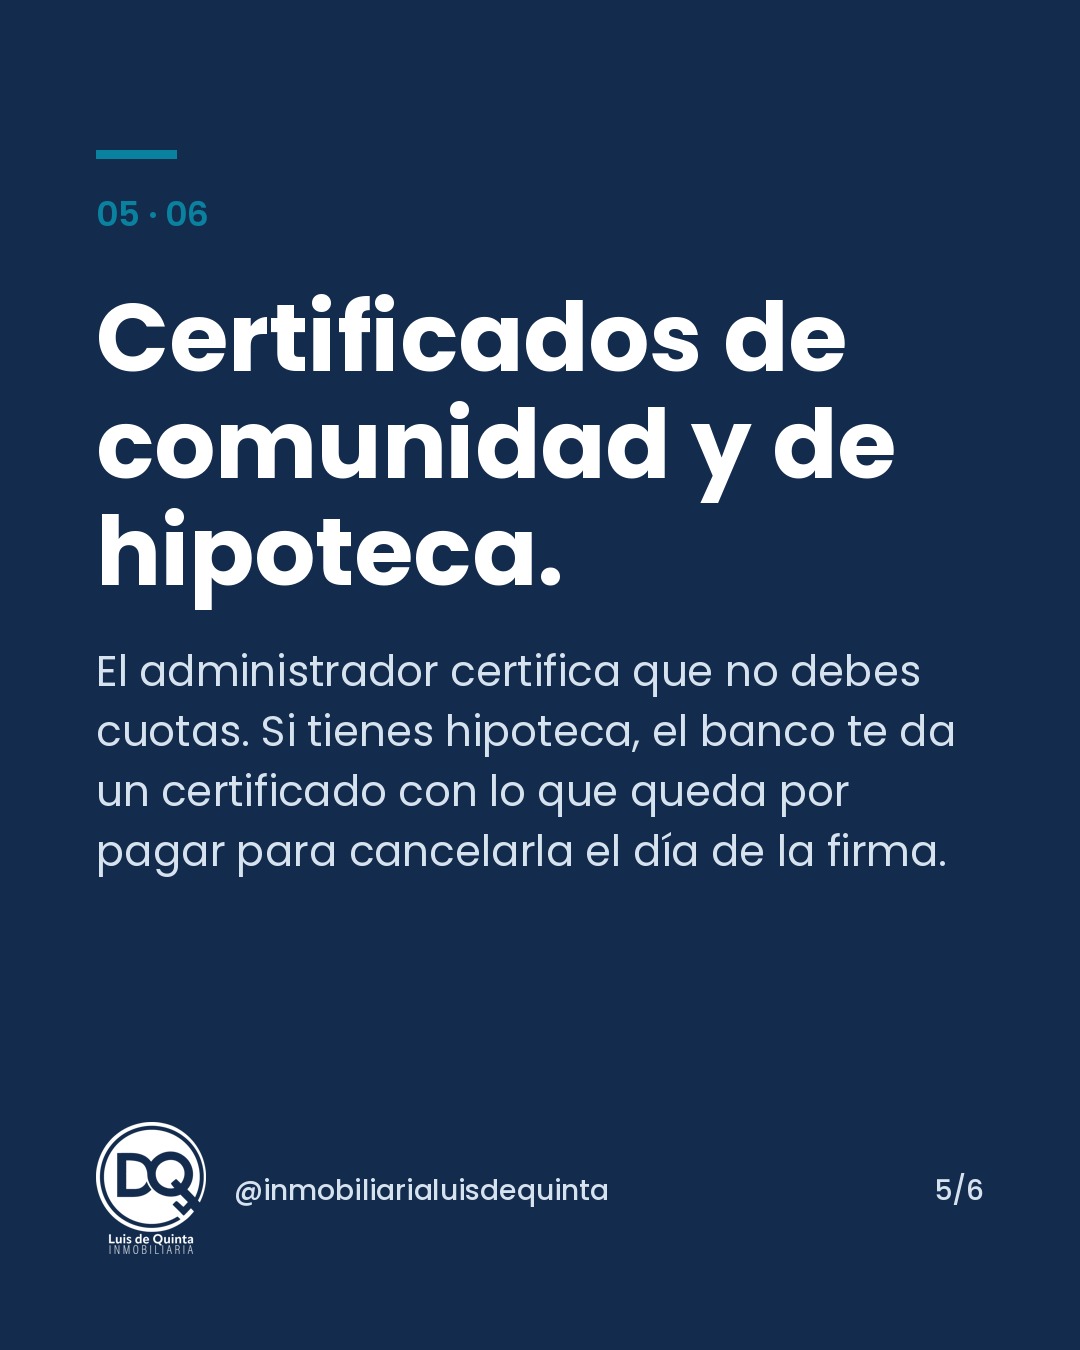 05 · 06
Certificados de
comunidad y de
hipoteca.
El administrador certifica que no debes
cuotas. Si tienes hipoteca, el banco te da
un certificado con lo que queda por
pagar para cancelarla el día de la firma.
DQ
Luis de Quinta
INMOBILIARIA
@inmobiliarialuisdequinta
5/6